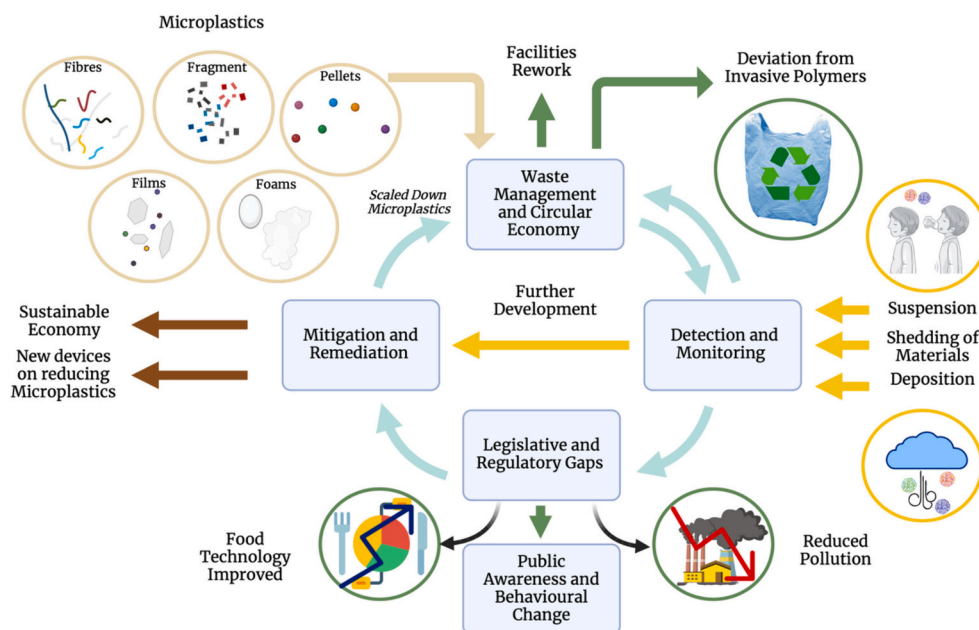 Microplastics
Fibres
Fragment
Pellets
Films
Foams
Facilities
Rework
Deviation from
Invasive Polymers
Scaled Down
Microplastics
Waste
Management
and Circular
Economy
Suspension
Shedding of
Materials
Deposition
Sustainable
Economy
New devices
on reducing
Microplastics
Mitigation and
Remediation
Further
Development
Detection and
Monitoring
Legislative and
Regulatory Gaps
Food
Technology
Improved
Public
Awareness and
Behavioural
Change
Reduced
Pollution